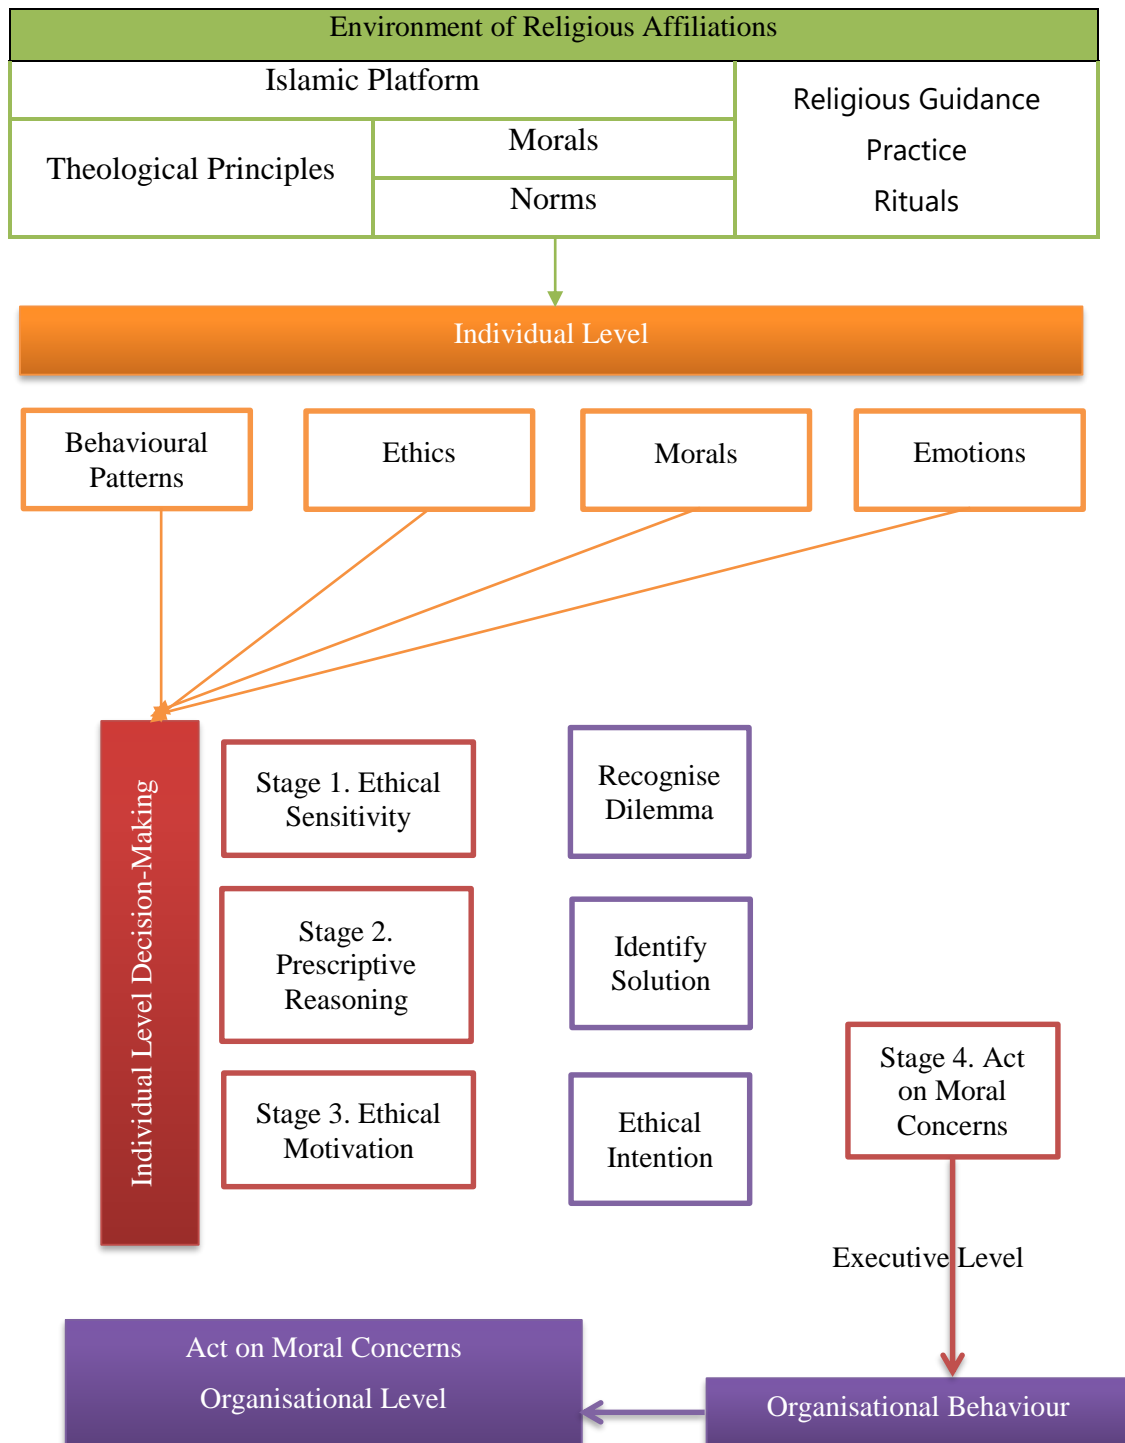 Environment of Religious Affiliations
Islamic Platform
Theological Principles
Morals
Norms
Religious Guidance
Practice
Rituals
Individual Level
Behavioural
Patterns
Ethics
Morals
Emotions
Individual Level Decision-Making
Stage 1. Ethical
Sensitivity
Recognise
Dilemma
Stage 2.
Prescriptive
Reasoning
Identify
Solution
Stage 3. Ethical
Motivation
Ethical
Intention
Stage 4. Act
on Moral
Concerns
Executive Level
Act on Moral Concerns
Organisational Level
Organisational Behaviour